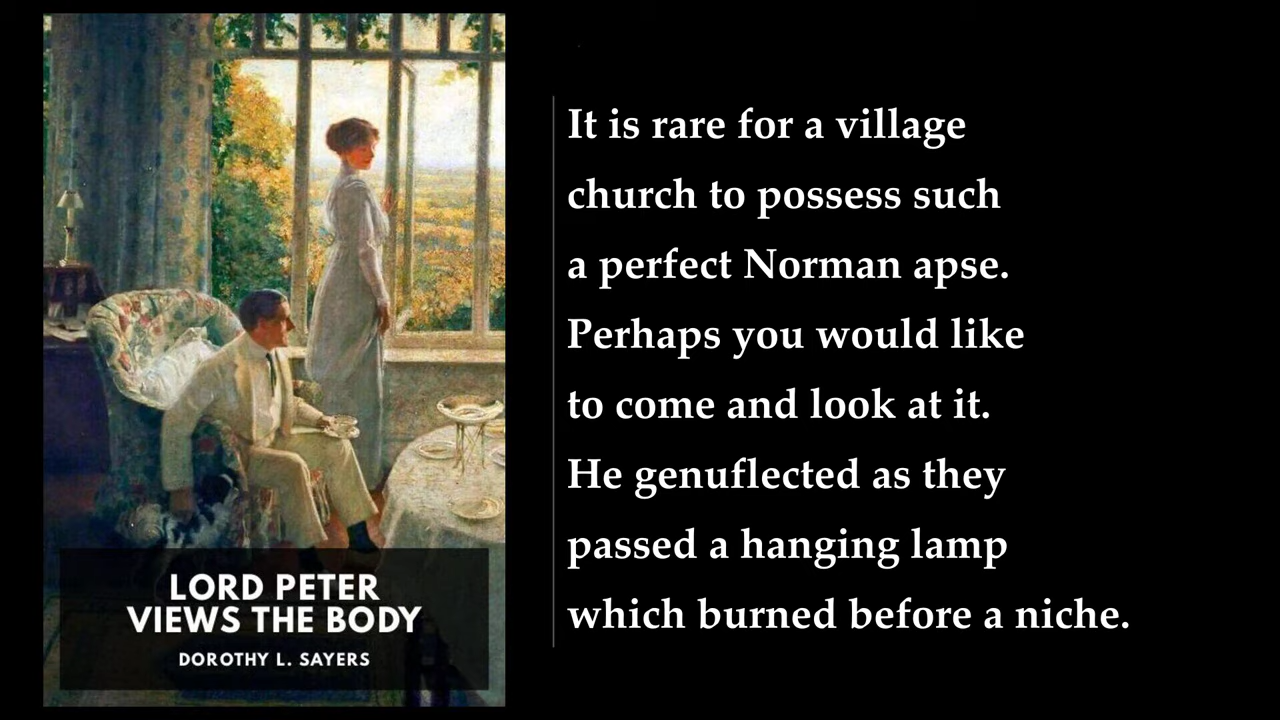 LORD PETER
VIEWS THE BODY
DOROTHY L. SAYERS
It is rare for a village
church to possess such
a perfect Norman apse.
Perhaps you would like
to come and look at it.
He genuflected as they
passed a hanging lamp
which burned before a niche.